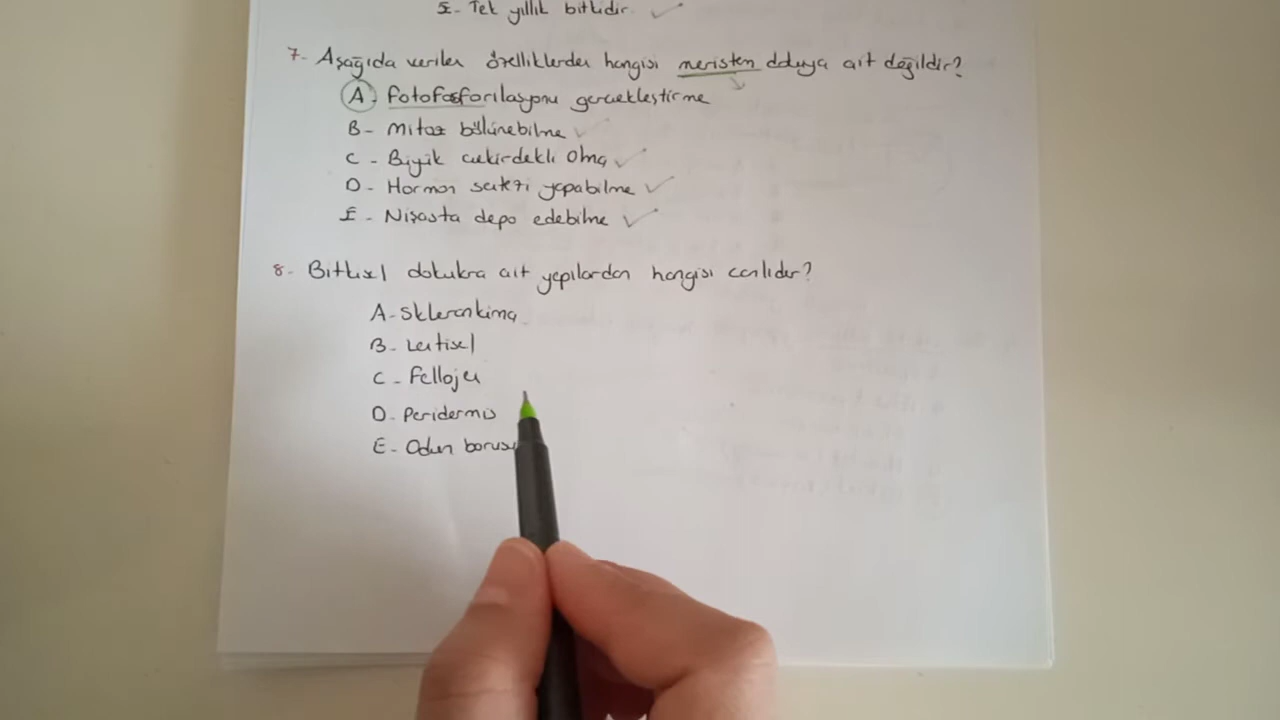 E- Tek yıllık bitkidir.
7- Aşağıda verilen özelliklerden hangisi meristem dokuya ait değildir?
A- Fotofosforilasyonu gerçekleştirme
B- Mitoz bölünebilme
C- Büyük çekirdekli olma
D- Hormon sentezi yapabilme
E- Nişasta depo edebilme
8- Bitkisel dokulara ait yapılardan hangisi canlıdır?
A- Sklerankima
B- Lentisel
C- Fellojen
D- Peridermis
E- Odun borusu